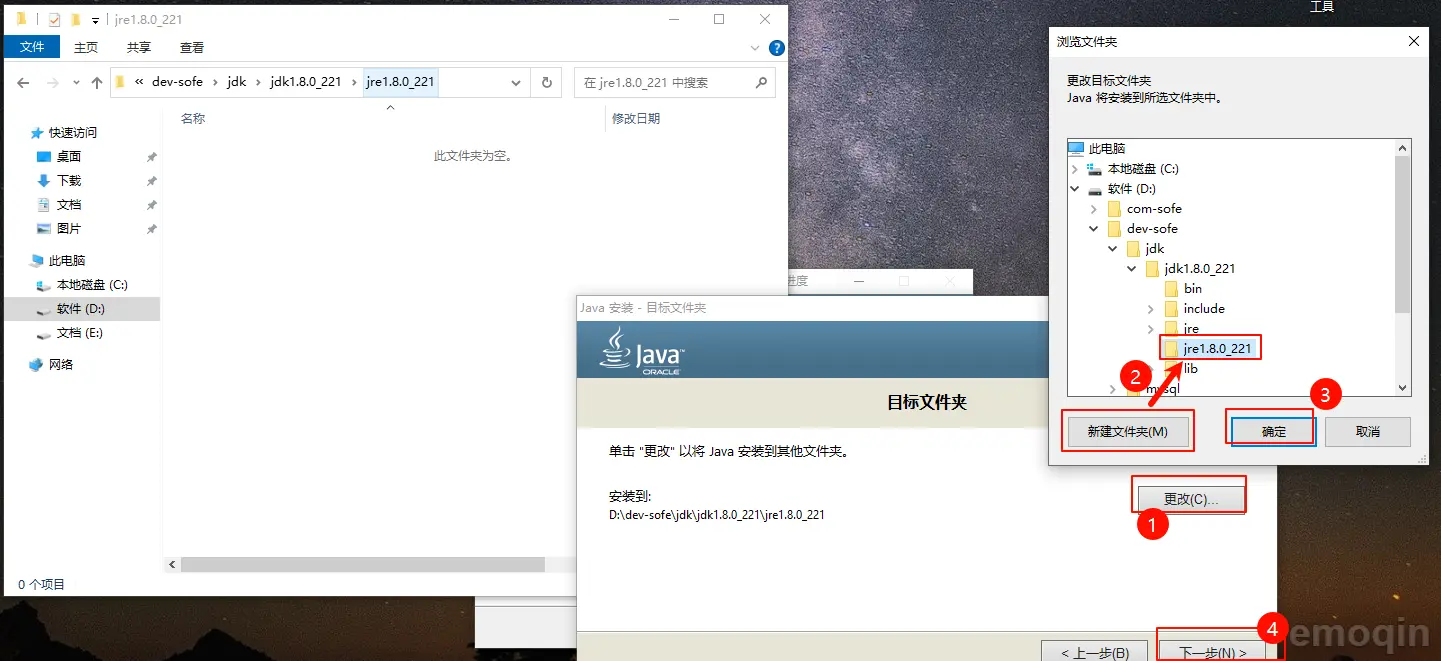 jre1.8.0_221
文件 主页 共享 查看
« dev-sofe › jdk › jdk1.8.0_221 › jre1.8.0_221
在 jre1.8.0_221 中搜索
名称 修改日期
此文件夹为空。
快速访问
桌面
下载
文档
图片
此电脑
本地磁盘 (C:)
软件 (D:)
文档 (E:)
网络
0 个项目
工具
浏览文件夹
更改目标文件夹
Java 将安装到所选文件夹中。
此电脑
本地磁盘 (C:)
软件 (D:)
com-sofe
dev-sofe
jdk
jdk1.8.0_221
bin
include
jre
jre1.8.0_221
lib
mysql
2
3
新建文件夹(M) 确定 取消
进度
Java 安装 - 目标文件夹
Java™
ORACLE
目标文件夹
单击 "更改" 以将 Java 安装到其他文件夹。
安装到:
D:\dev-sofe\jdk\jdk1.8.0_221\jre1.8.0_221
更改(C)...
1
4
< 上一步(B) 下一步(N) >
emoqin